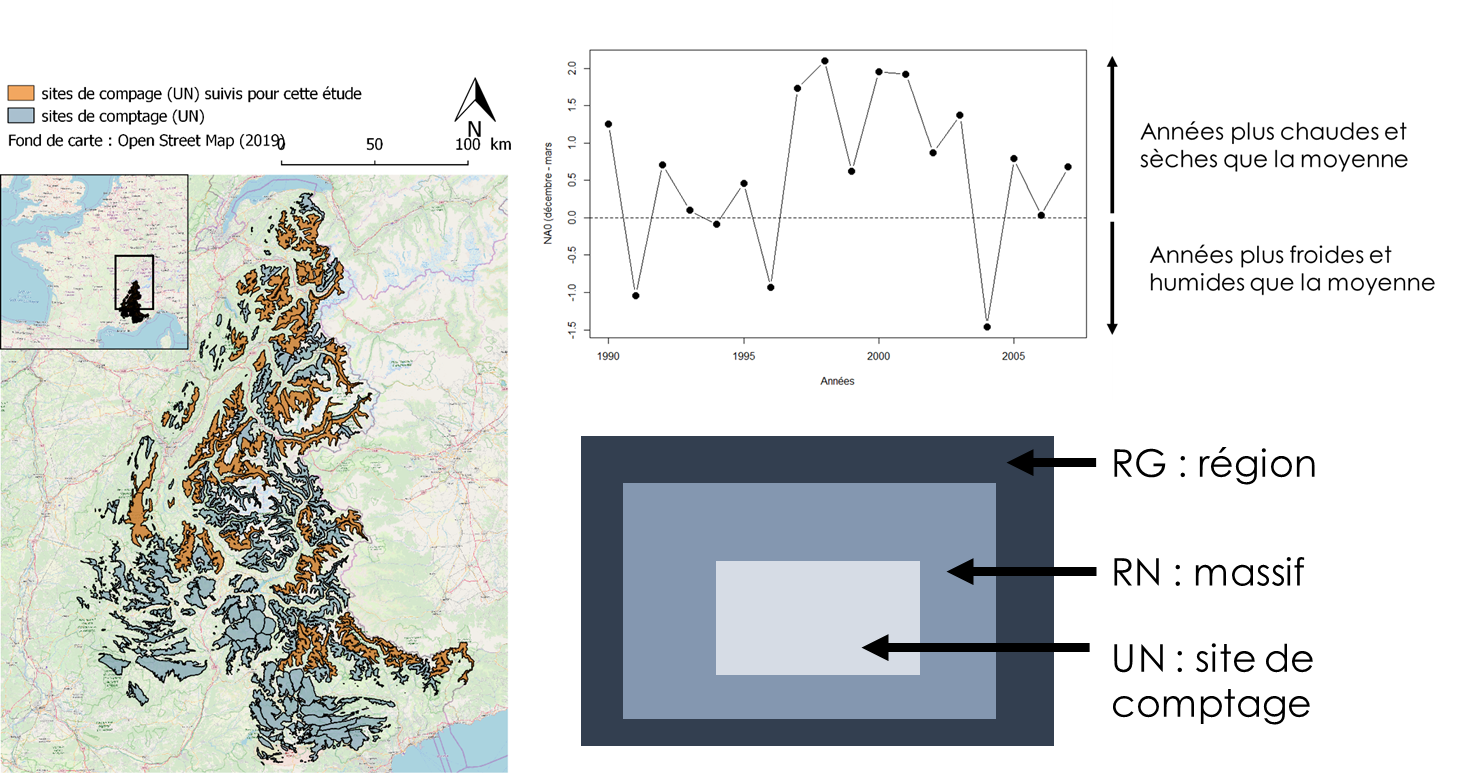 sites de compage (UN) suivis pour cette étude
sites de comptage (UN)
Fond de carte : Open Street Map (2019)
N
0 50 100 km
NA0 (décembre - mars
2.0
1.5
1.0
0.5
0.0
-0.5
-1.0
-1.5
1990 1995 2000 2005
Années
Années plus chaudes et
sèches que la moyenne
Années plus froides et
humides que la moyenne
RG : région
RN : massif
UN : site de
comptage